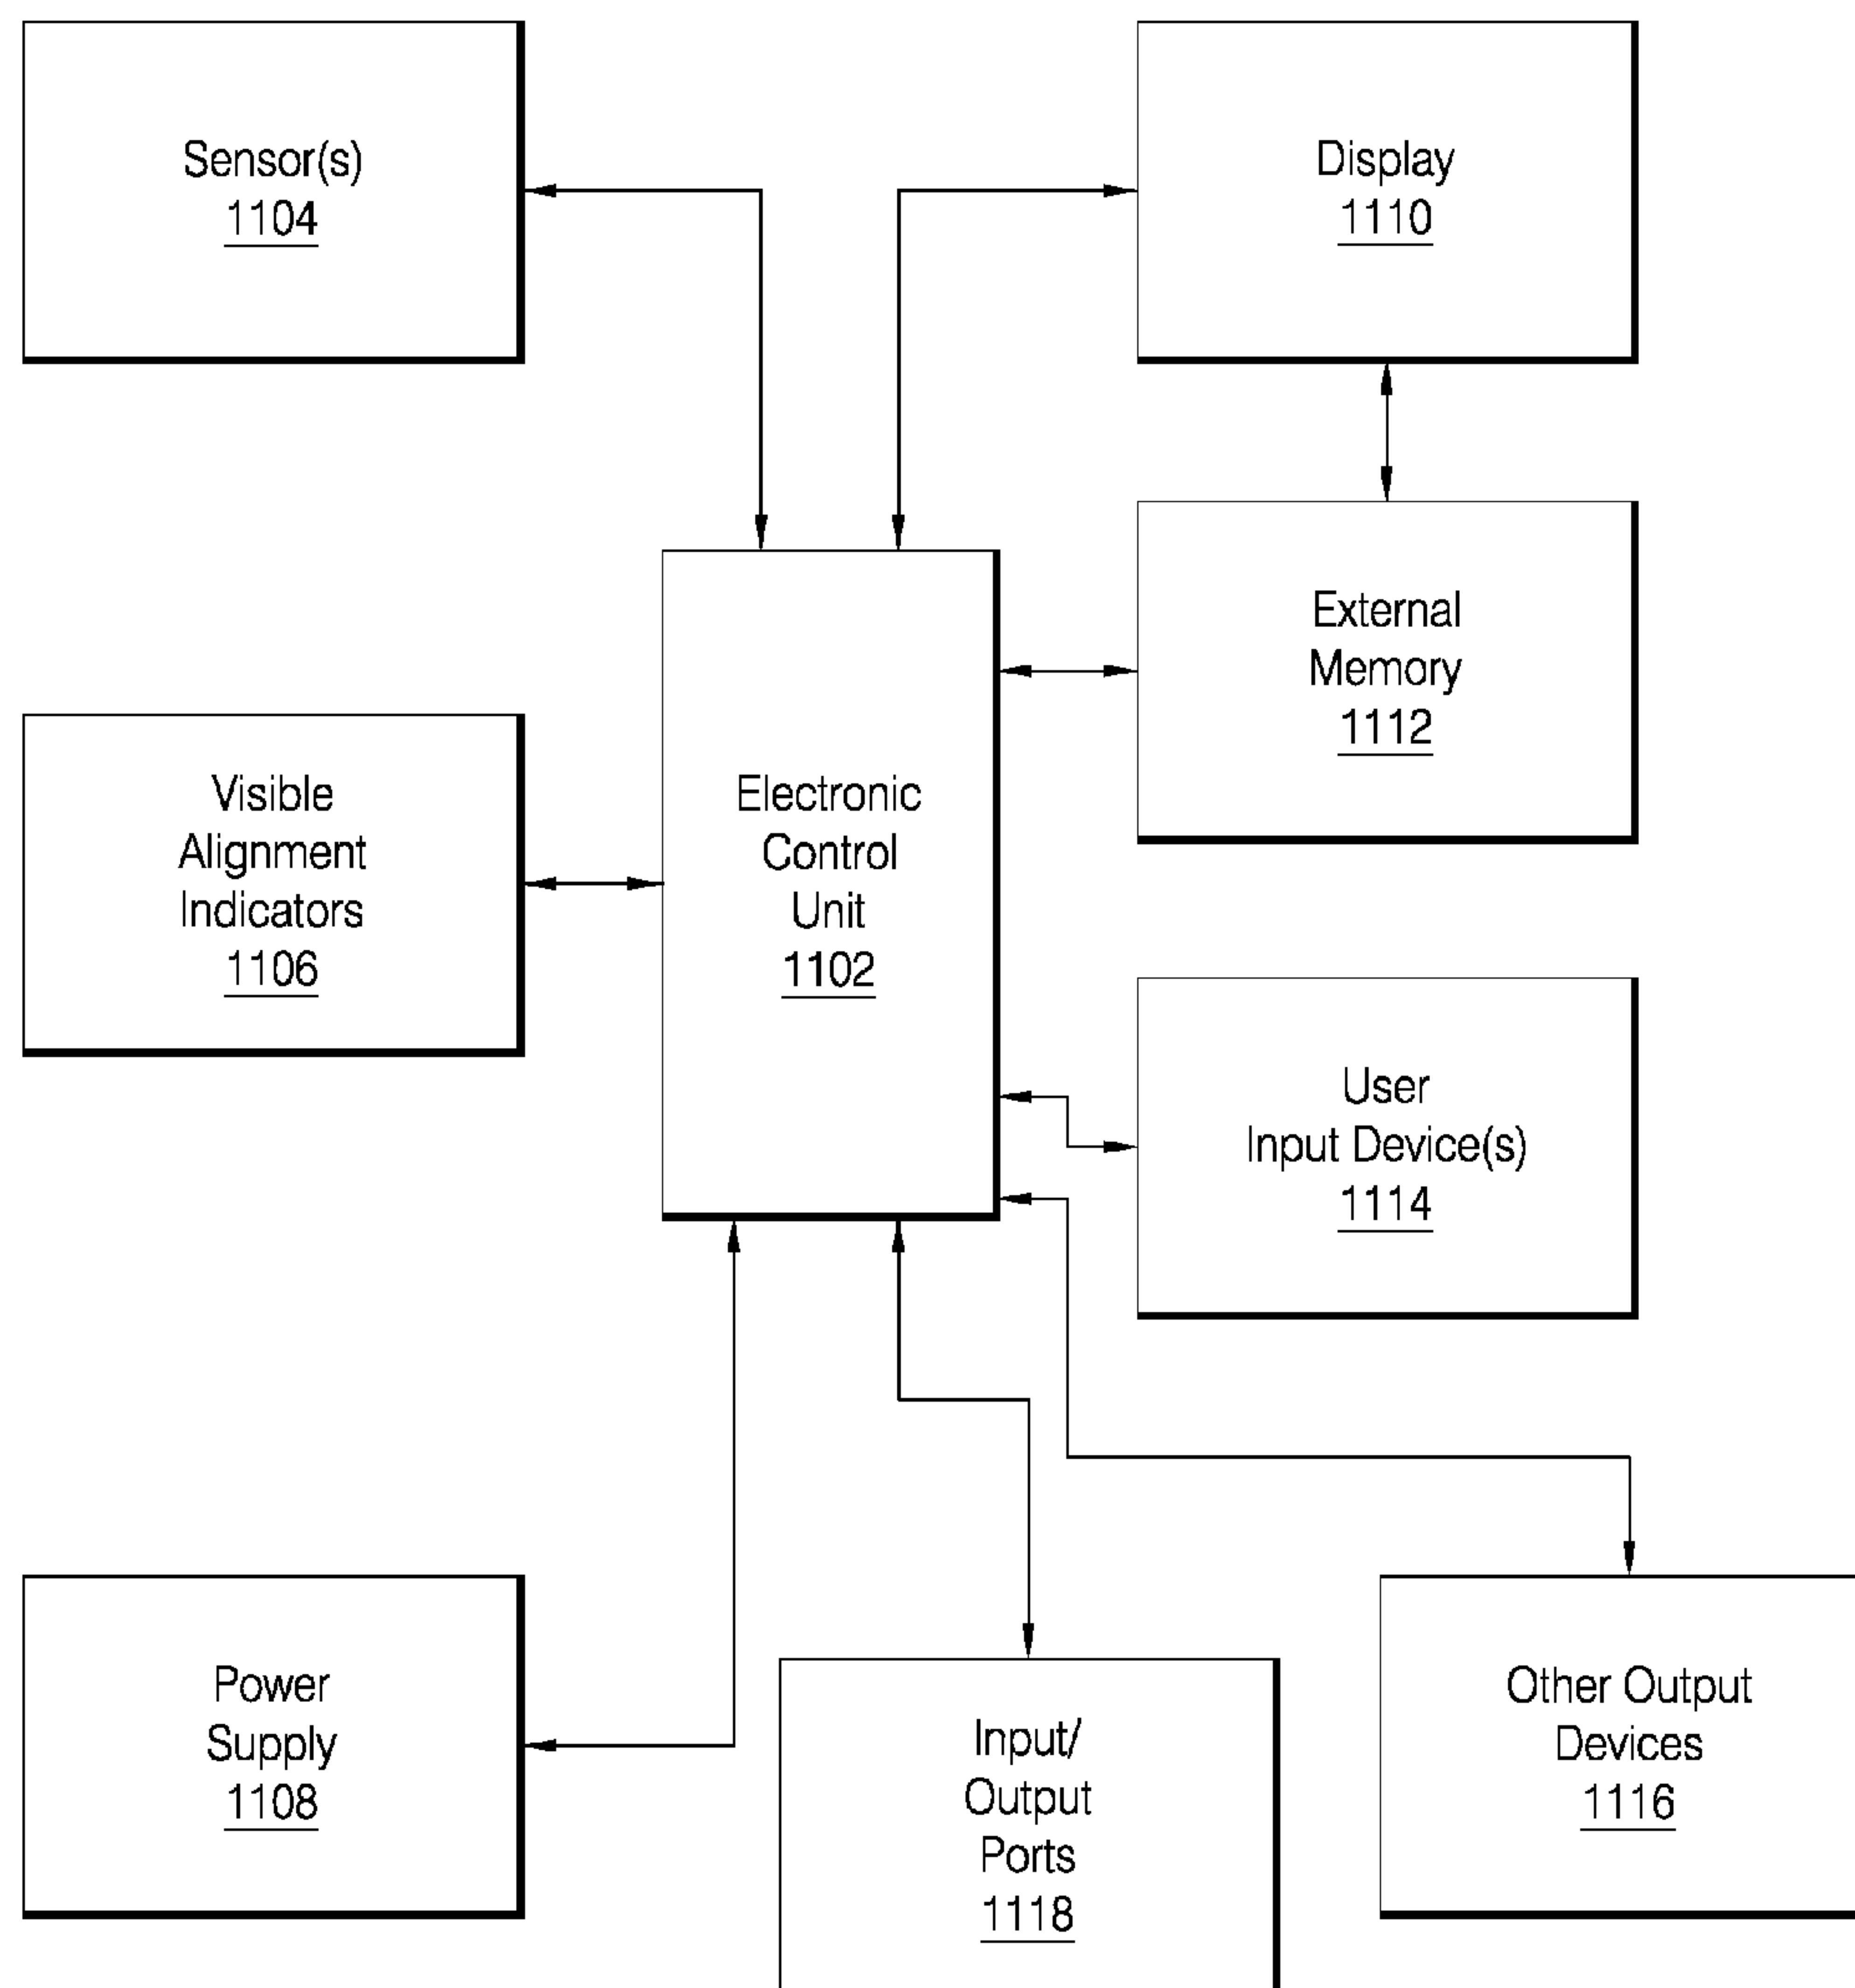 Sensor(s)
1104
Display
1110
External
Memory
1112
Visible
Alignment
Indicators
1106
Electronic
Control
Unit
1102
User
Input Device(s)
1114
Power
Supply
1108
Input/
Output
Ports
1118
Other Output
Devices
1116